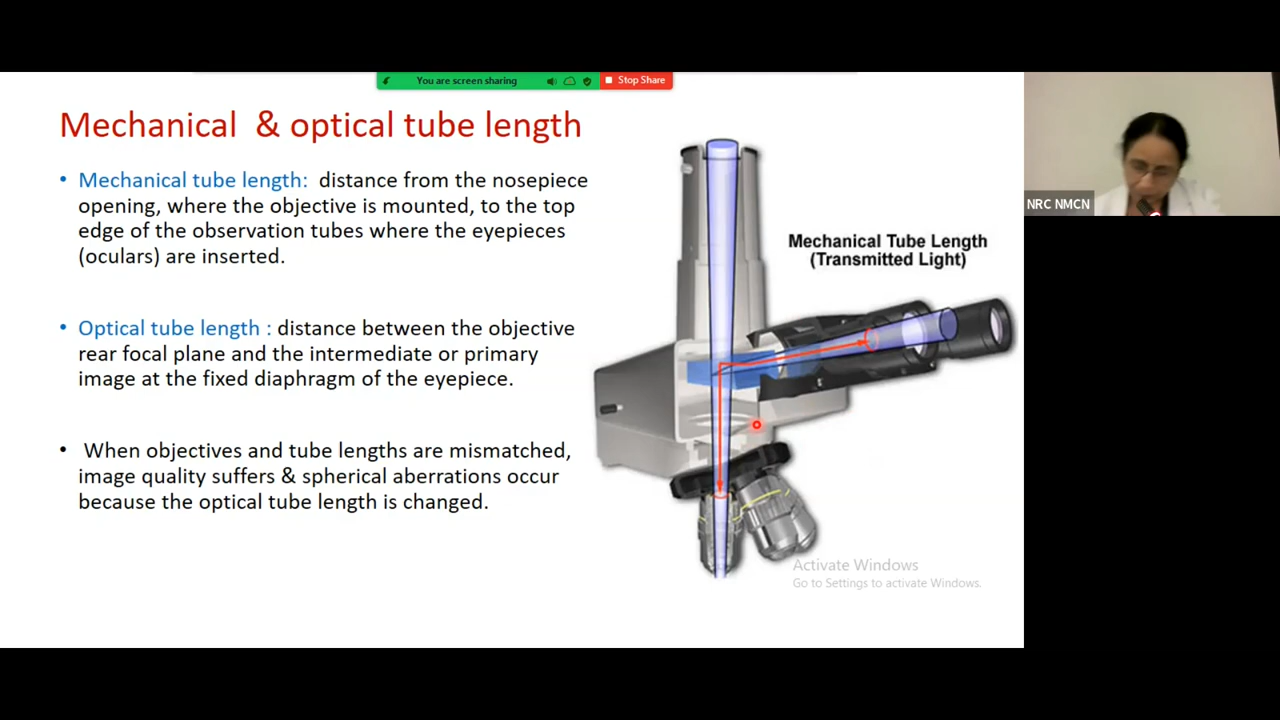 You are screen sharing
Stop Share
Mechanical & optical tube length
• Mechanical tube length: distance from the nosepiece
opening, where the objective is mounted, to the top
edge of the observation tubes where the eyepieces
(oculars) are inserted.
• Optical tube length : distance between the objective
rear focal plane and the intermediate or primary
image at the fixed diaphragm of the eyepiece.
• When objectives and tube lengths are mismatched,
image quality suffers & spherical aberrations occur
because the optical tube length is changed.
Mechanical Tube Length
(Transmitted Light)
Activate Windows
Go to Settings to activate Windows.
NRC NMCN